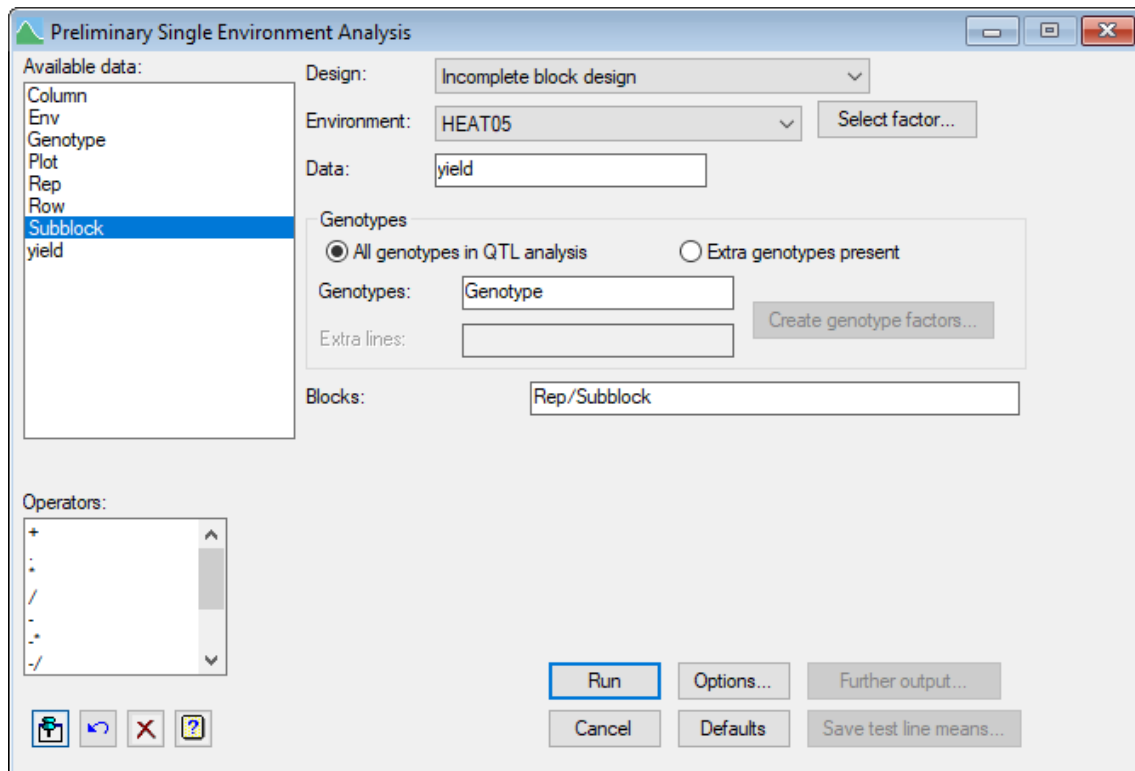 Preliminary Single Environment Analysis
Available data:
Column
Env
Genotype
Plot
Rep
Row
Subblock
yield
Design: Incomplete block design
Environment: HEAT05 Select factor...
Data: yield
Genotypes
All genotypes in QTL analysis Extra genotypes present
Genotypes: Genotype
Create genotype factors...
Extra lines:
Blocks: Rep/Subblock
Operators:
+
.
*
/
-
-*
-/
Run Options... Further output...
Cancel Defaults Save test line means...
?